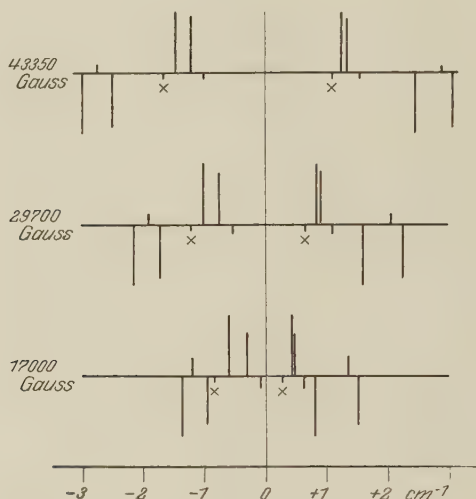 43350
Gauss
×
×
29700
Gauss
×
×
17000
Gauss
×
×
-3 -2 -1 0 +1 +2 cm⁻¹